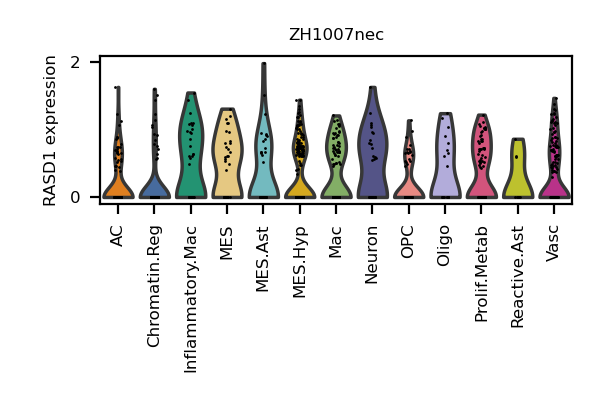 ZH1007nec
RASD1 expression
2
0
AC
Chromatin.Reg
Inflammatory.Mac
MES
MES.Ast
MES.Hyp
Mac
Neuron
OPC
Oligo
Prolif.Metab
Reactive.Ast
Vasc